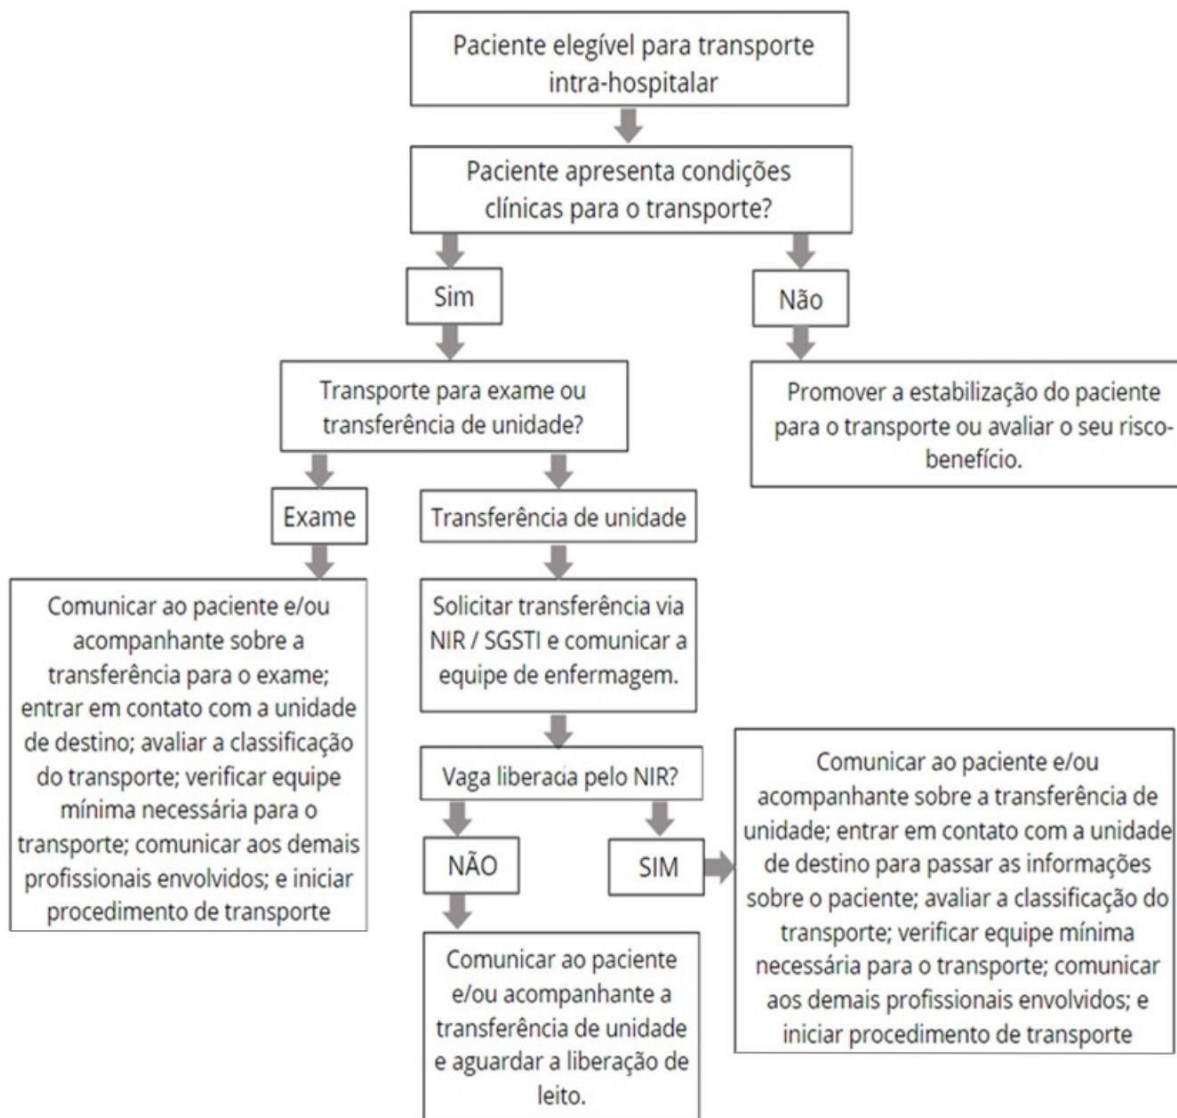 Paciente elegível para transporte
intra-hospitalar
Paciente apresenta condições
clínicas para o transporte?
Sim
Não
Transporte para exame ou
transferência de unidade?
Promover a estabilização do paciente
para o transporte ou avaliar o seu risco-
benefício.
Exame
Transferência de unidade
Comunicar ao paciente e/ou
acompanhante sobre a
transferência para o exame;
entrar em contato com a unidade
de destino; avaliar a classificação
do transporte; verificar equipe
mínima necessária para o
transporte; comunicar aos demais
profissionais envolvidos; e iniciar
procedimento de transporte
Solicitar transferência via
NIR / SGSTI e comunicar a
equipe de enfermagem.
Vaga liberada pelo NIR?
NÃO
SIM
Comunicar ao paciente e/ou
acompanhante sobre a transferência de
unidade; entrar em contato com a unidade
de destino para passar as informações
sobre o paciente; avaliar a classificação do
transporte; verificar equipe mínima
necessária para o transporte; comunicar
aos demais profissionais envolvidos; e
iniciar procedimento de transporte
Comunicar ao paciente
e/ou acompanhante a
transferência de unidade
e aguardar a liberação de
leito.